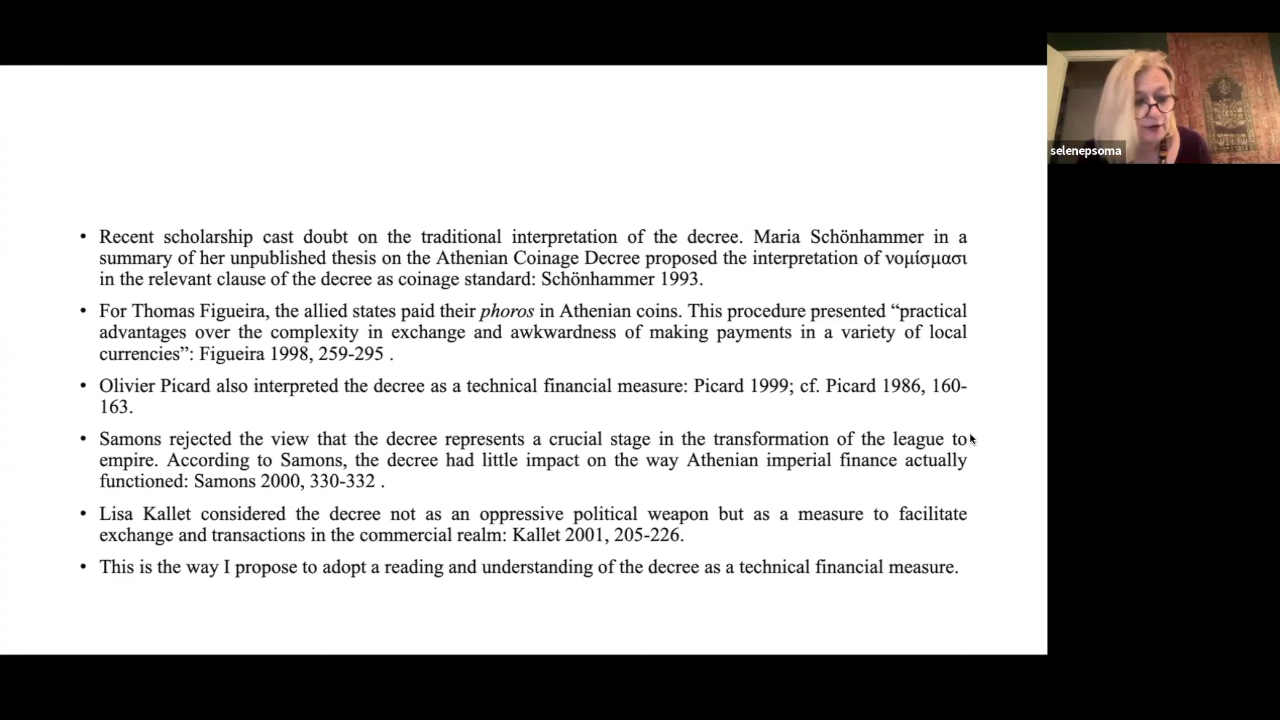 • Recent scholarship cast doubt on the traditional interpretation of the decree. Maria Schönhammer in a
summary of her unpublished thesis on the Athenian Coinage Decree proposed the interpretation of νομίσμασι
in the relevant clause of the decree as coinage standard: Schönhammer 1993.
• For Thomas Figueira, the allied states paid their phoros in Athenian coins. This procedure presented “practical
advantages over the complexity in exchange and awkwardness of making payments in a variety of local
currencies”: Figueira 1998, 259-295 .
• Olivier Picard also interpreted the decree as a technical financial measure: Picard 1999; cf. Picard 1986, 160-
163.
• Samons rejected the view that the decree represents a crucial stage in the transformation of the league to
empire. According to Samons, the decree had little impact on the way Athenian imperial finance actually
functioned: Samons 2000, 330-332 .
• Lisa Kallet considered the decree not as an oppressive political weapon but as a measure to facilitate
exchange and transactions in the commercial realm: Kallet 2001, 205-226.
• This is the way I propose to adopt a reading and understanding of the decree as a technical financial measure.
selenepsoma